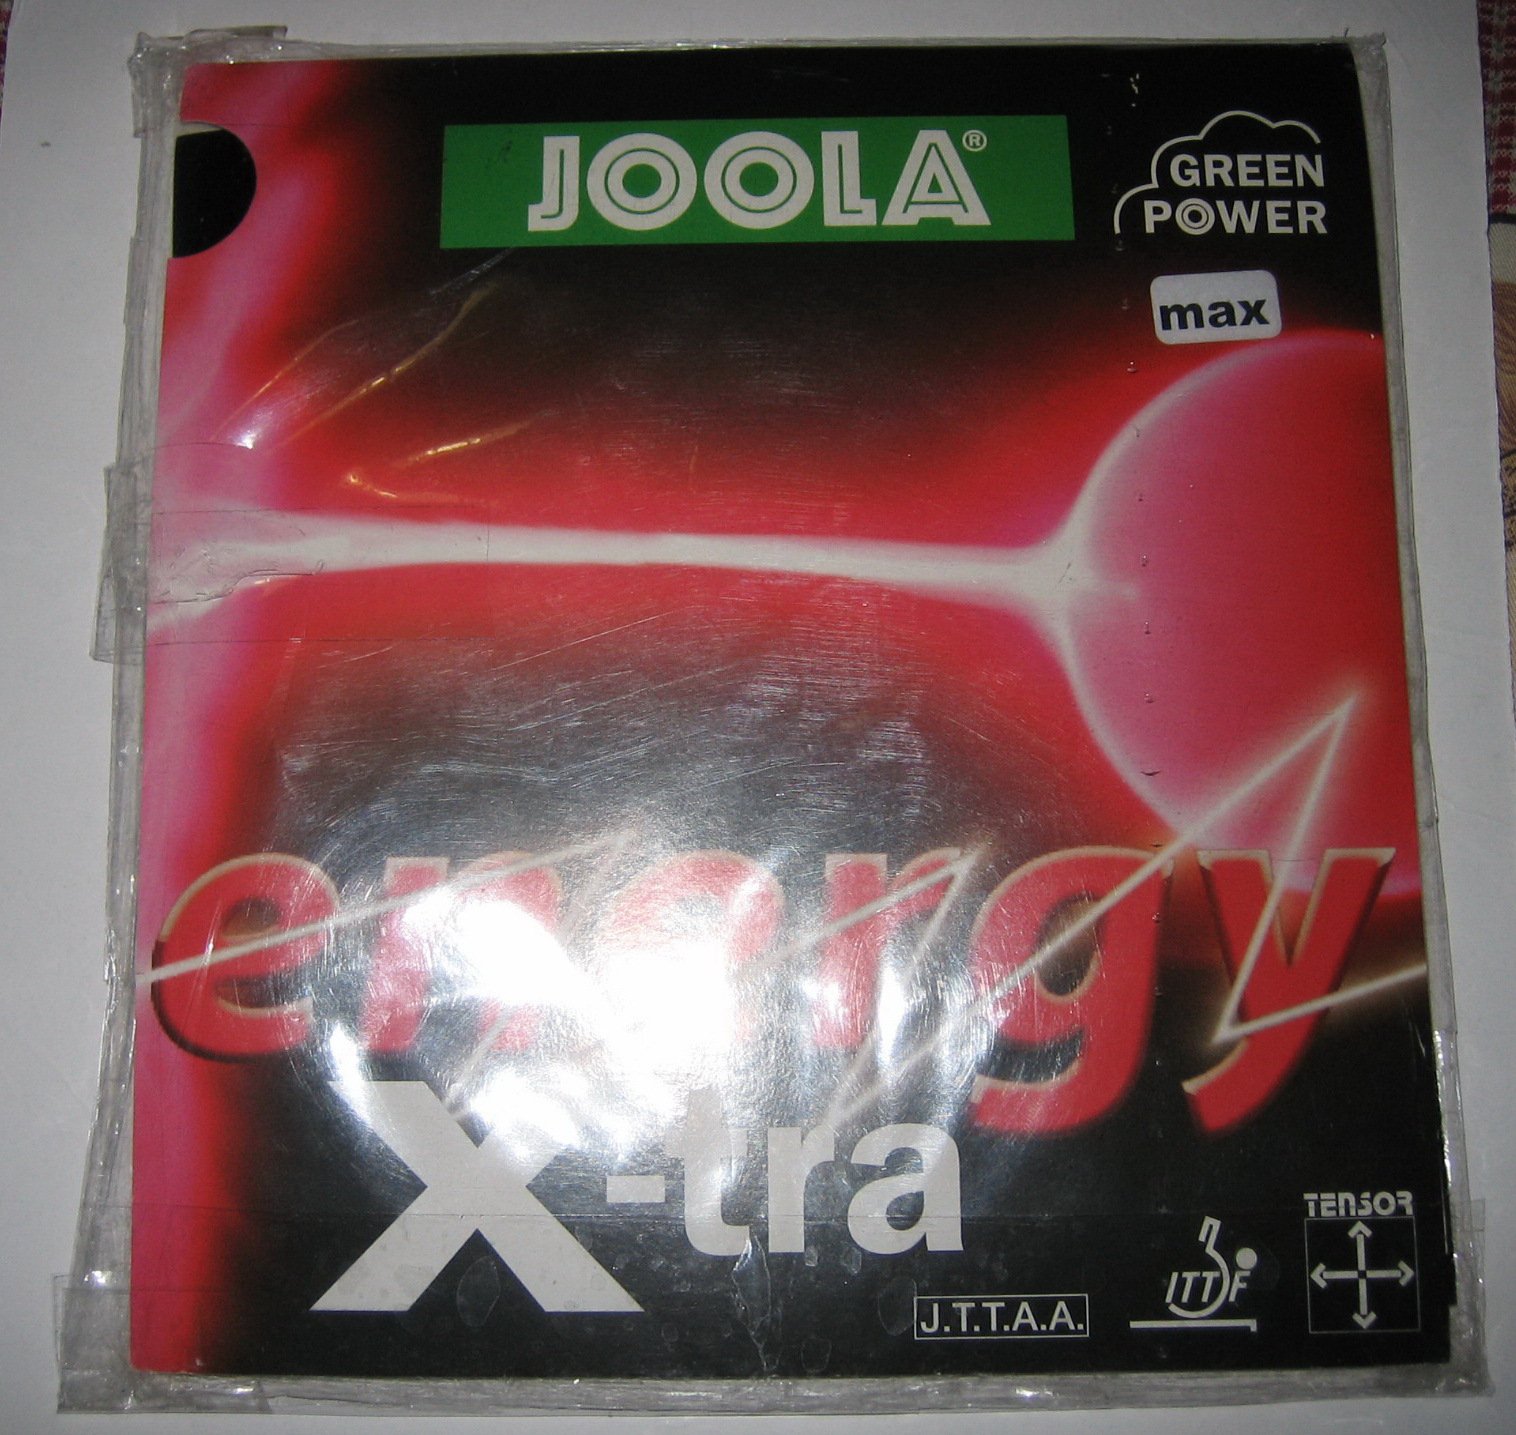 JOOLA®
GREEN
POWER
max
energy
X-tra
TENSOR
ITTF
J.T.T.A.A.